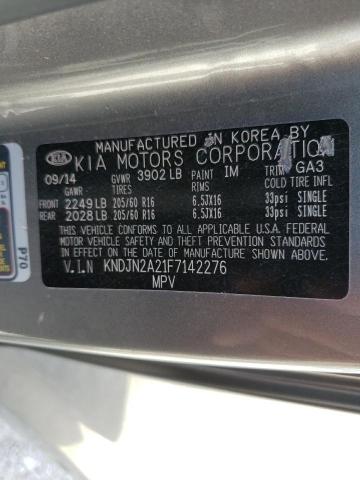 MANUFACTURED IN KOREA BY
KIA KIA MOTORS CORPORATION
09/14 GVWR 3902 LB PAINT IM TRIM GA3
GAWR TIRES RIMS COLD TIRE INFL
FRONT 2249 LB 205/60 R16 6.5JX16 33psi SINGLE
REAR 2028 LB 205/60 R16 6.5JX16 33psi SINGLE
THIS VEHICLE CONFORMS TO ALL APPLICABLE U.S.A. FEDERAL
MOTOR VEHICLE SAFETY AND THEFT PREVENTION STANDARDS
IN EFFECT ON THE DATE OF MANUFACTURE SHOWN ABOVE.
V.I.N KNDJN2A21F7142276
MPV
P70